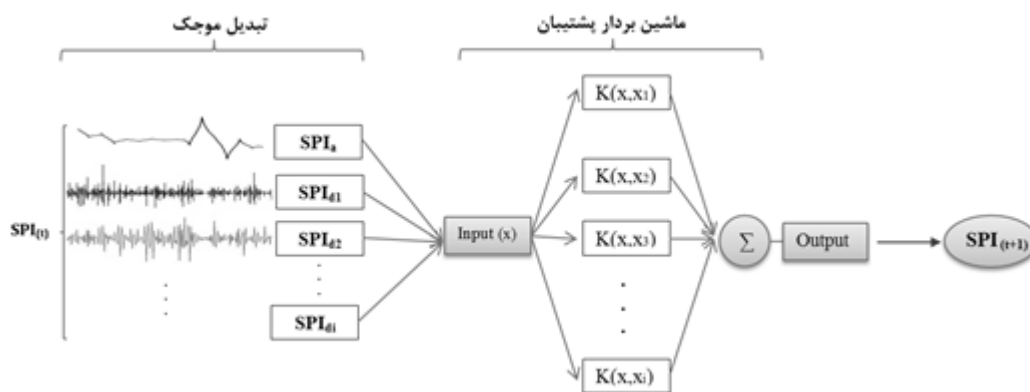 تبدیل موجک
ماشین بردار پشتیبان
SPI(t)
SPIa
SPId1
SPId2
SPIdi
Input (x)
K(x,x1)
K(x,x2)
K(x,x3)
K(x,xi)
Σ
Output
SPI(t+1)